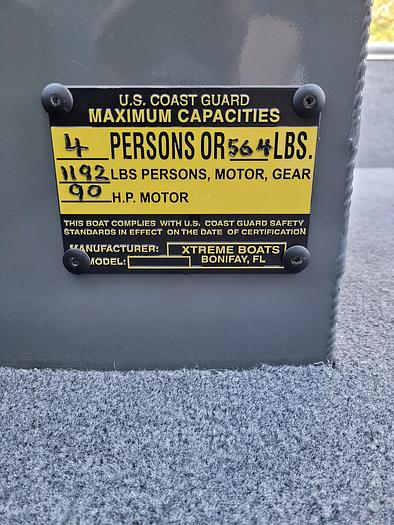 U.S. COAST GUARD
MAXIMUM CAPACITIES
4 PERSONS OR 564 LBS.
1192 LBS PERSONS, MOTOR, GEAR
90 H.P. MOTOR
THIS BOAT COMPLIES WITH U.S. COAST GUARD SAFETY
STANDARDS IN EFFECT ON THE DATE OF CERTIFICATION
MANUFACTURER: XTREME BOATS
MODEL: BONIFAY, FL